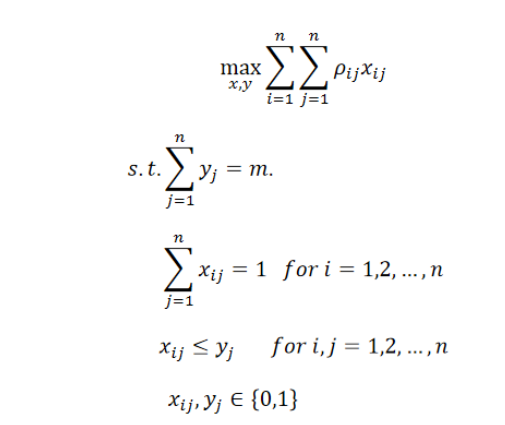 max_{x,y} ∑_{i=1}^{n} ∑_{j=1}^{n} ρ_{ij}x_{ij}
s.t. ∑_{j=1}^{n} y_j = m.
∑_{j=1}^{n} x_{ij} = 1 for i = 1,2, …, n
x_{ij} ≤ y_j for i, j = 1,2, …, n
x_{ij}, y_j ∈ {0,1}